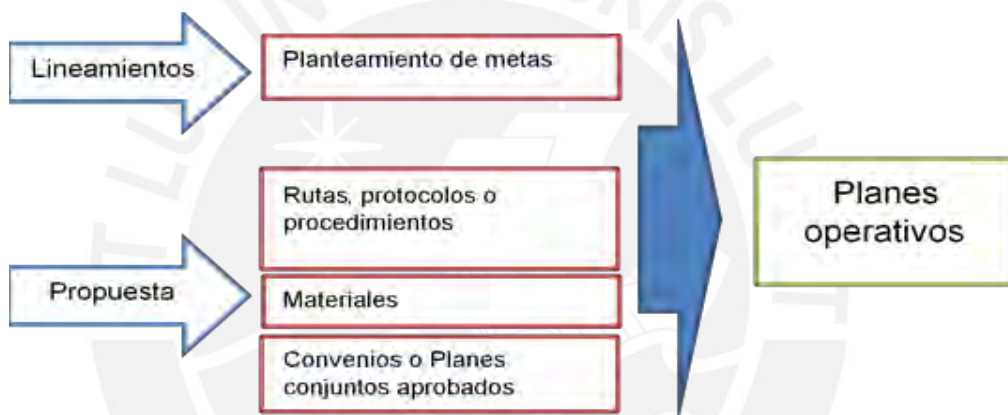 Lineamientos
Planteamiento de metas
Rutas, protocolos o
procedimientos
Propuesta
Materiales
Convenios o Planes
conjuntos aprobados
Planes
operativos